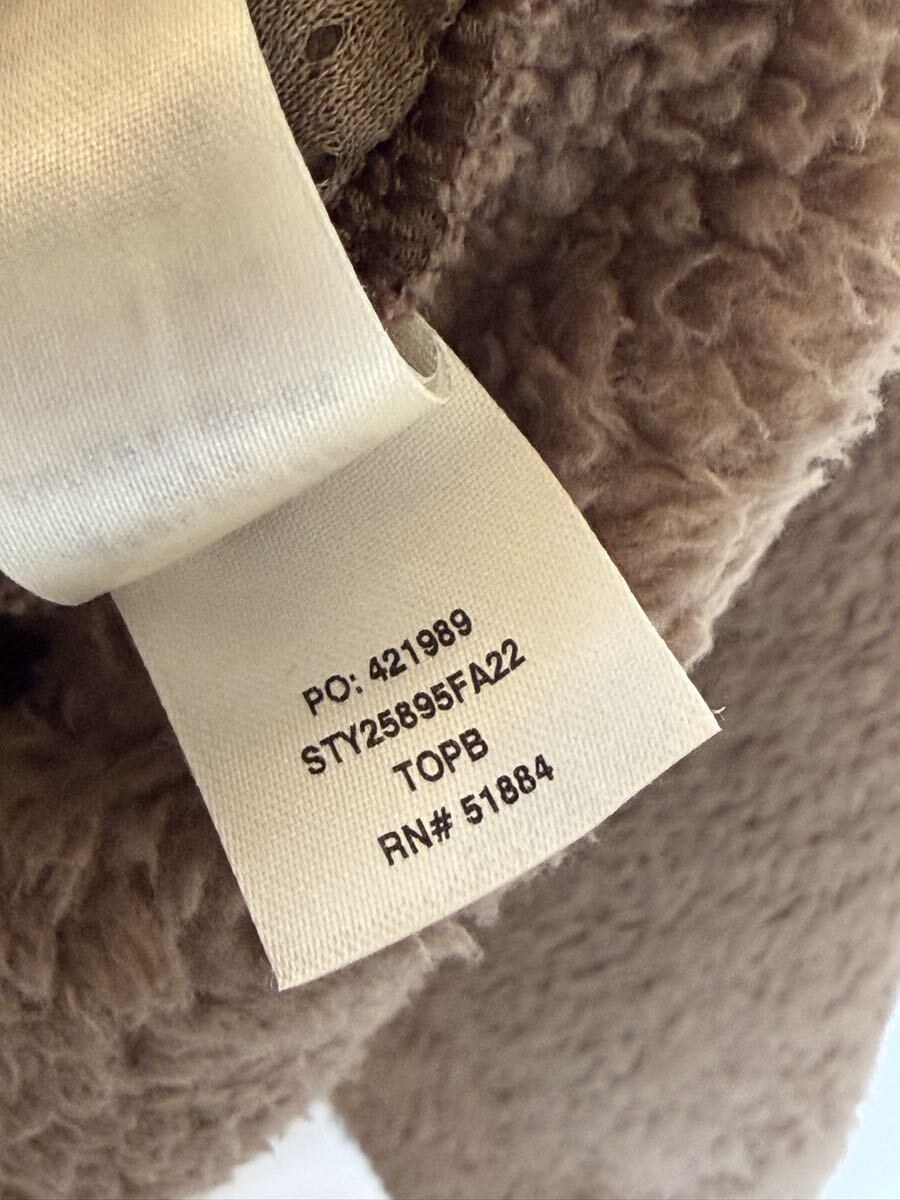 PO: 421989
STY25895FA22
TOPB
RN# 51884